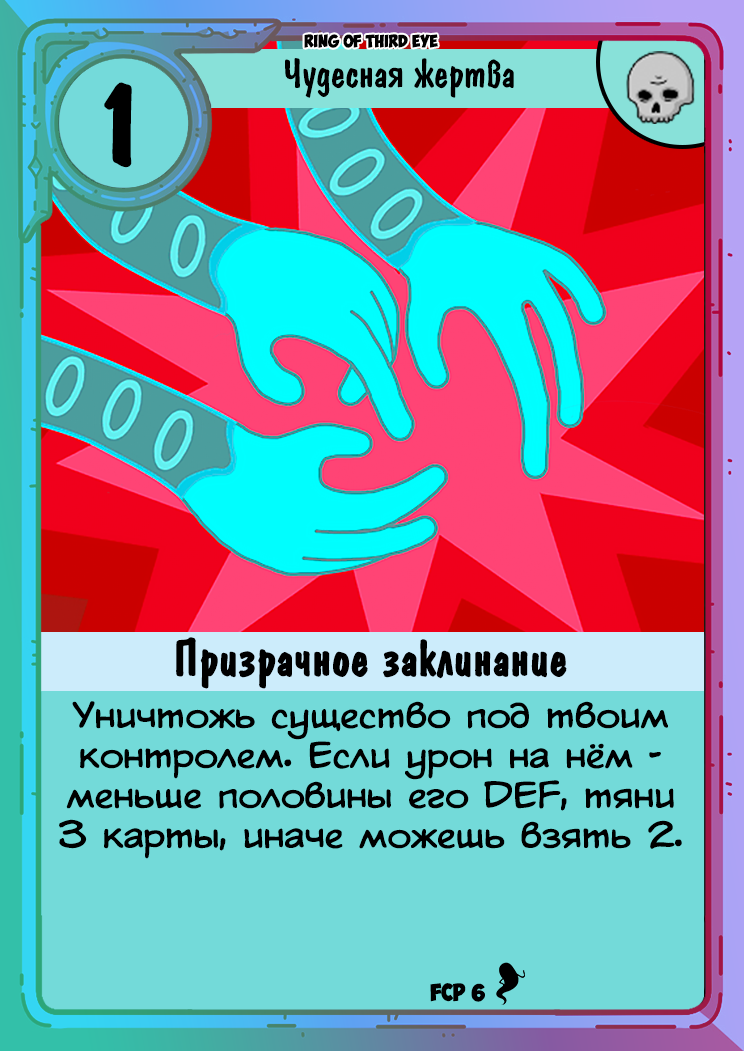 RING OF THIRD EYE
1
Чудесная жертва
Призрачное заклинание
Уничтожь существо под твоим
контролем. Если урон на нём -
меньше половины его DEF, тяни
3 карты, иначе можешь взять 2.
FCP 6